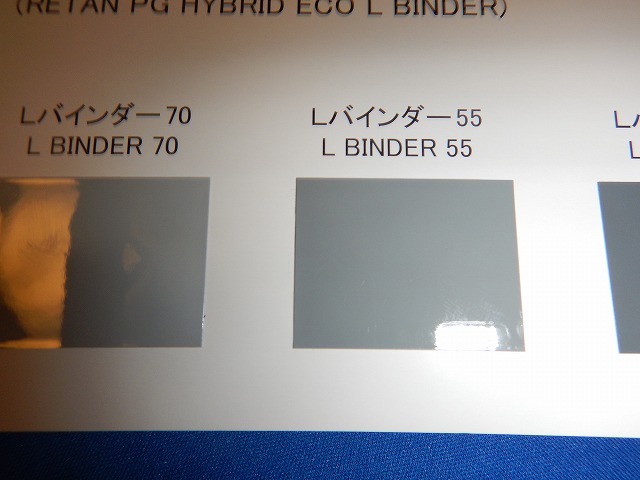 (RETAN PG HYBRID ECO L BINDER)
Lバインダー70
L BINDER 70
Lバインダー55
L BINDER 55
L
L